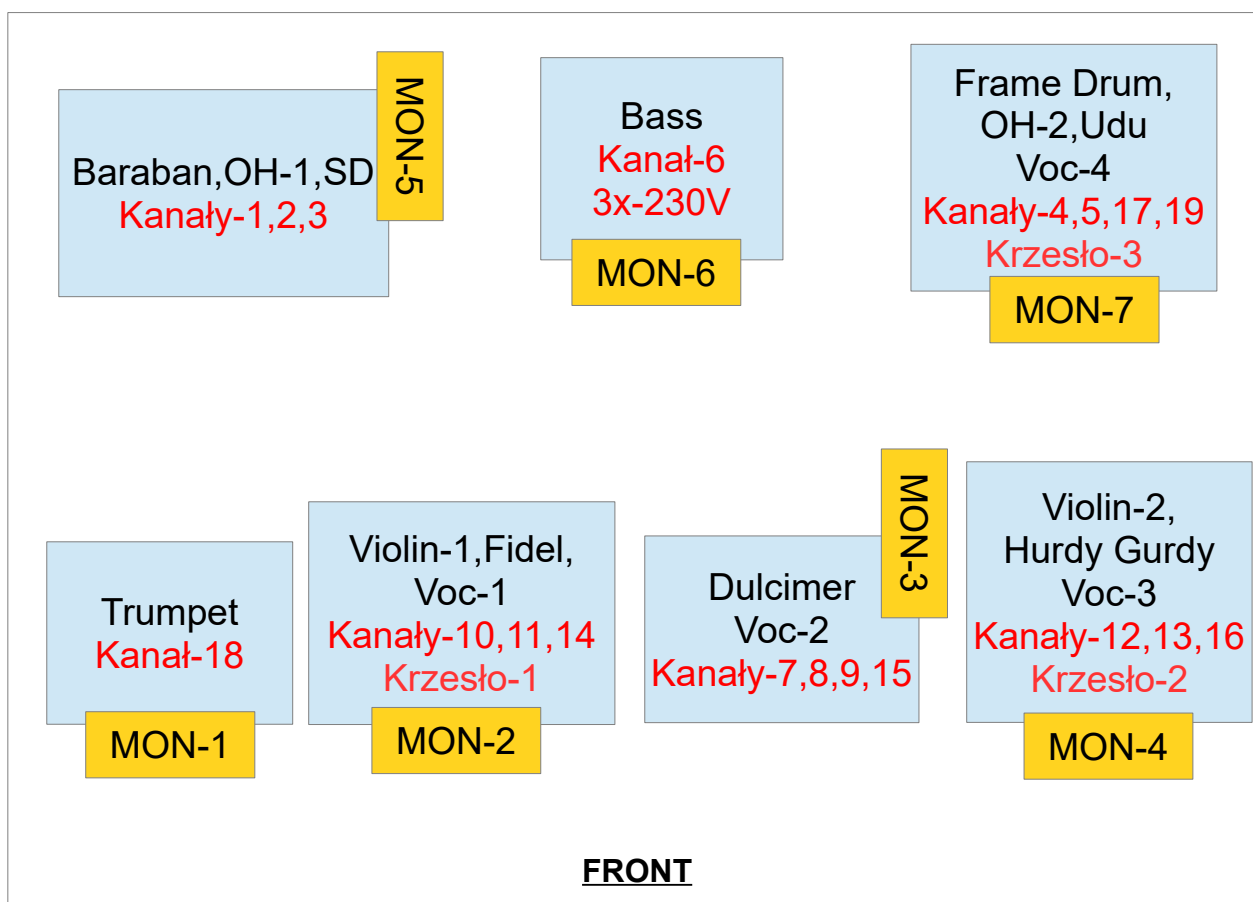 Baraban,OH-1,SD
Kanały-1,2,3
MON-5
Bass
Kanał-6
3x-230V
MON-6
Frame Drum,
OH-2,Udu
Voc-4
Kanały-4,5,17,19
Krzesło-3
MON-7
Trumpet
Kanał-18
MON-1
Violin-1,Fidel,
Voc-1
Kanały-10,11,14
Krzesło-1
MON-2
Dulcimer
Voc-2
Kanały-7,8,9,15
MON-3
Violin-2,
Hurdy Gurdy
Voc-3
Kanały-12,13,16
Krzesło-2
MON-4
FRONT